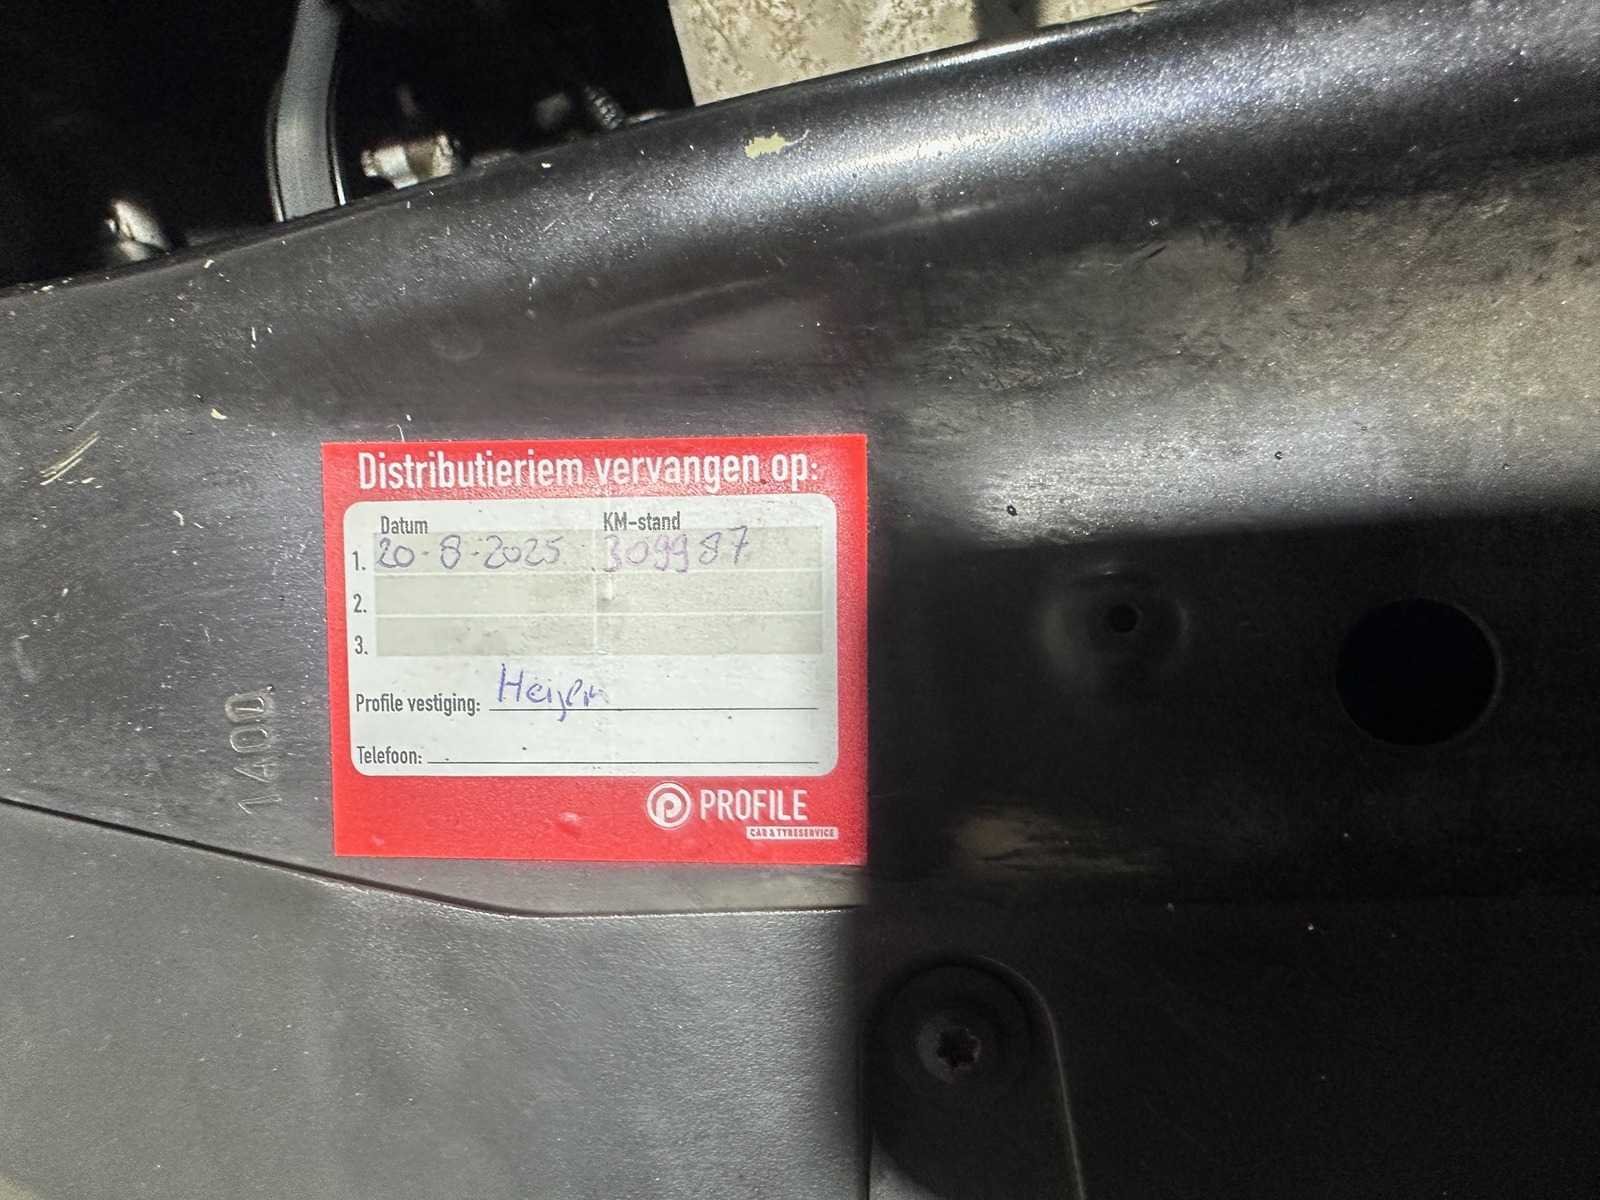 Distributieriem vervangen op:
Datum KM-stand
1. 20-8-2025 309987
2.
3.
Profile vestiging:
Telefoon:
PROFILE
CAR & TYRESERVICE
1400